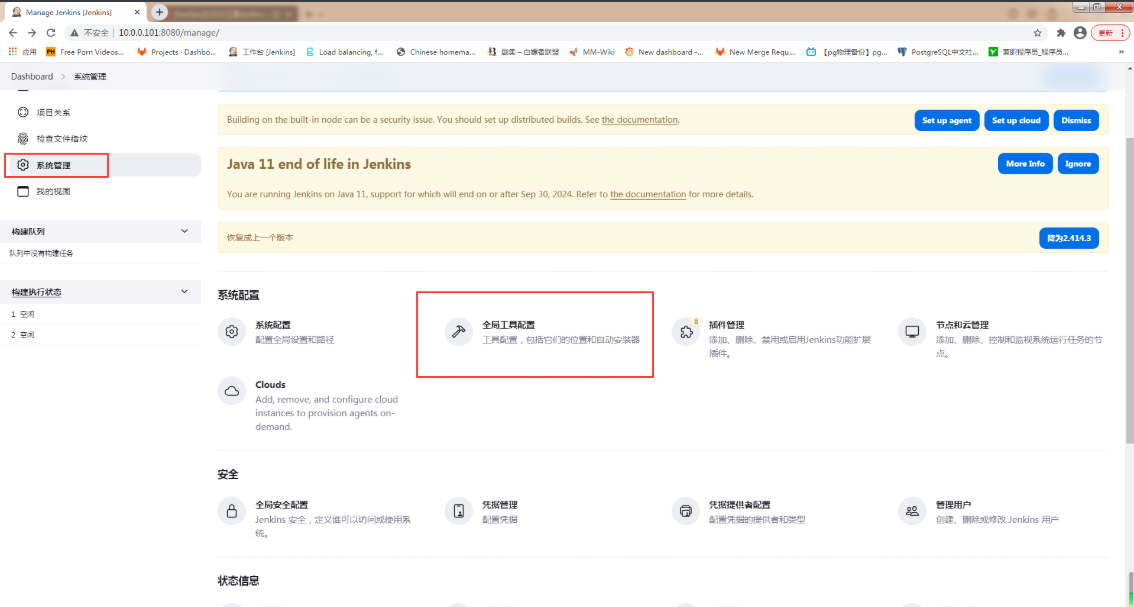 Manage Jenkins [Jenkins]
不安全
10.0.0.101:8080/manage/
更新
应用
Free Porn Videos...
Projects · Dashbo...
工作台 [Jenkins]
Load balancing, f...
Chinese homema...
剧集 – 白嫖者联盟
MM-Wiki
New dashboard -...
New Merge Requ...
【pg物理备份】pg...
PostgreSQL中文社...
Dashboard
系统管理
项目关系
检查文件指纹
系统管理
我的视图
构建队列
队列中没有构建任务
构建执行状态
1 空闲
2 空闲
Building on the built-in node can be a security issue. You should set up distributed builds. See the documentation.
Set up agent
Set up cloud
Dismiss
Java 11 end of life in Jenkins
More Info
Ignore
You are running Jenkins on Java 11, support for which will end on or after Sep 30, 2024. Refer to the documentation for more details.
恢复成上一个版本
降为2.414.3
系统配置
系统配置
配置全局设置和路径
全局工具配置
工具配置，包括它们的位置和自动安装器
8
插件管理
添加、删除、禁用或启用Jenkins功能扩展
插件。
节点和云管理
添加、删除、控制和监视系统运行任务的节
点。
Clouds
Add, remove, and configure cloud
instances to provision agents on-
demand.
安全
全局安全配置
Jenkins 安全，定义谁可以访问或使用系
统。
凭据管理
配置凭据
凭据提供者配置
配置凭据的提供者和类型
管理用户
创建、删除或修改 Jenkins 用户
状态信息